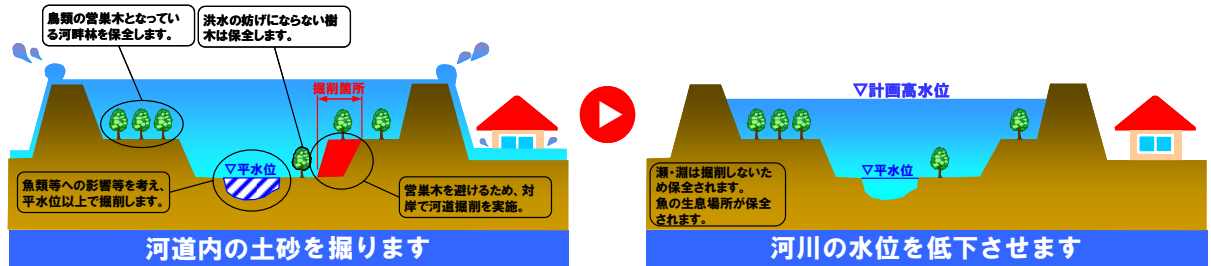 鳥類の営巣木となってい
る河畔林を保全します。
洪水の妨げにならない樹
木は保全します。
掘削箇所
▽平水位
魚類等への影響等を考え、
平水位以上で掘削します。
営巣木を避けるため、対
岸で河道掘削を実施。
河道内の土砂を掘ります
▽計画高水位
▽平水位
瀬・淵は掘削しないた
め保全されます。
魚の生息場所が保全
されます。
河川の水位を低下させます